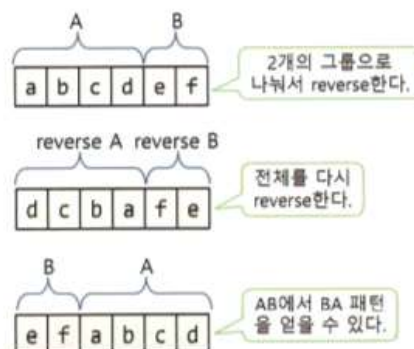 A B
a b c d e f
2개의 그룹으로
나눠서 reverse한다.
reverse A reverse B
d c b a f e
전체를 다시
reverse한다.
B A
e f a b c d
AB에서 BA 패턴
을 얻을 수 있다.